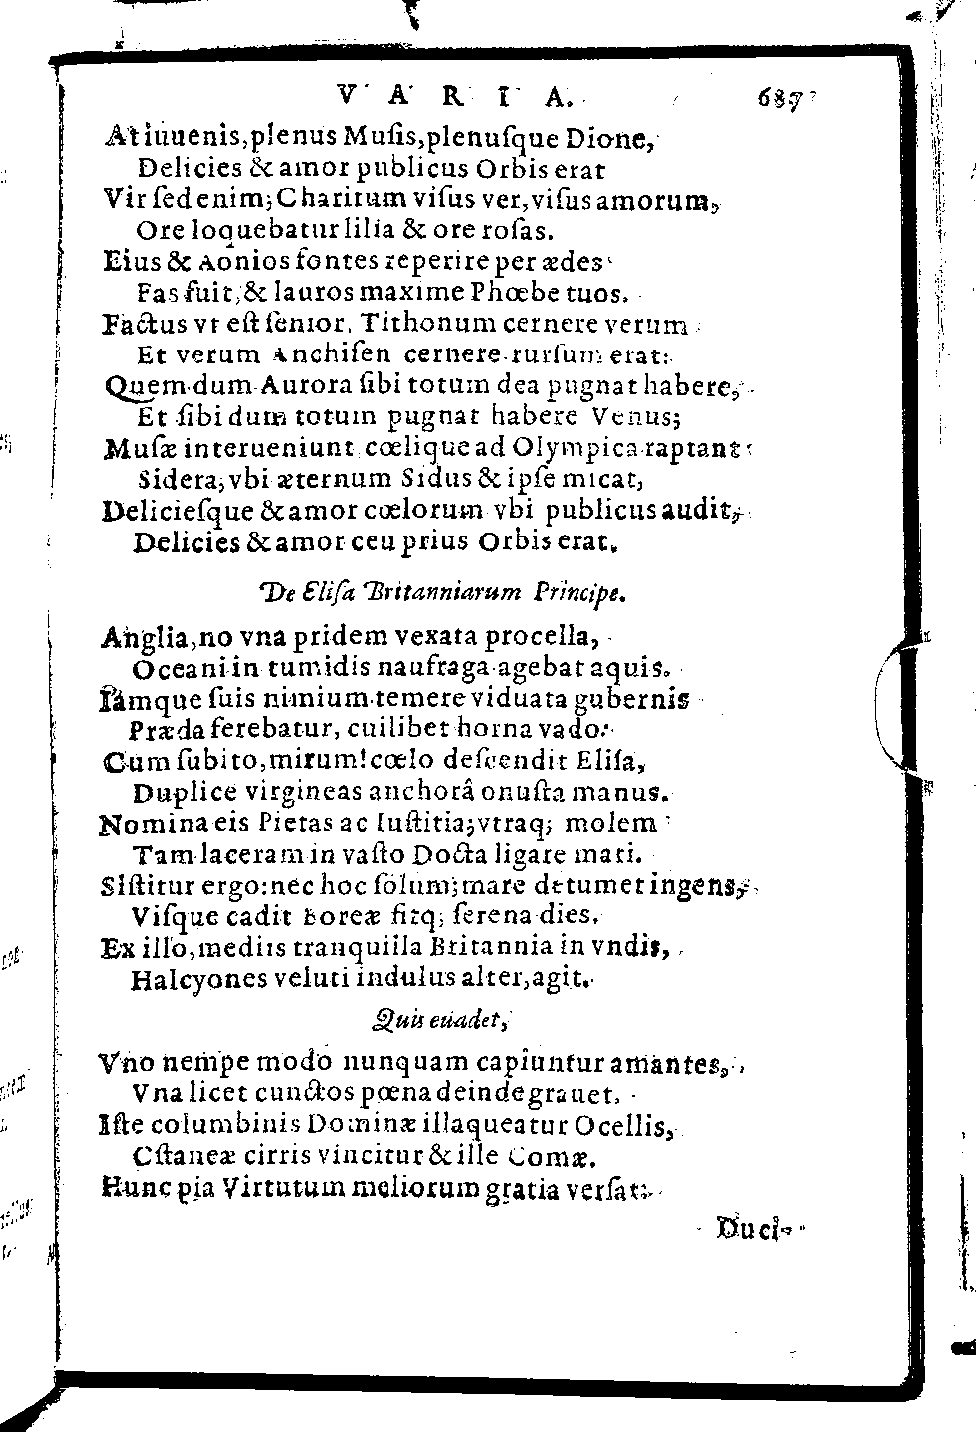 VARIA. 687
At iuuenis, plenus Muſis, plenuſque Dione,
Delicies & amor publicus Orbis erat
Vir ſed enim; Charitum viſus ver, viſus amorum,
Ore loquebatur lilia & ore roſas.
Eius & Aonios fontes reperire per ædes
Fas fuit, & lauros maxime Phœbe tuos.
Factus vt eſt ſenior, Tithonum cernere verum
Et verum Anchiſen cernere rurſum erat:
Quem dum Aurora ſibi totum dea pugnat habere,
Et ſibi dum totum pugnat habere Venus;
Muſæ interueniunt cœlique ad Olympica raptant
Sidera, vbi æternum Sidus & ipſe micat,
Delicieſque & amor cœlorum vbi publicus audit,
Delicies & amor ceu prius Orbis erat.
De Eliſa Britanniarum Principe.
Anglia, no vna pridem vexata procella,
Oceani in tumidis naufraga agebat aquis.
Iamque ſuis nimium temere viduata gubernis
Præda ferebatur, cuilibet horna vado:
Cum ſubito, mirum! cœlo deſcendit Eliſa,
Duplice virgineas anchorâ onuſta manus.
Nomina eis Pietas ac Iuſtitia; vtraq; molem
Tam laceram in vaſto Docta ligare mari.
Siſtitur ergo: nec hoc ſolum; mare detumet ingens,
Viſque cadit Boreæ fitq; ſerena dies.
Ex illo, mediis tranquilla Britannia in vndis,
Halcyones veluti indulus alter, agit.
Quis euadet,
Vno nempe modo nunquam capiuntur amantes,
Vna licet cunctos pœna deinde grauet.
Iſte columbinis Dominæ illaqueatur Ocellis,
Cſtaneæ cirris vincitur & ille Comæ.
Hunc pia Virtutum meliorum gratia verſat:
Duci-